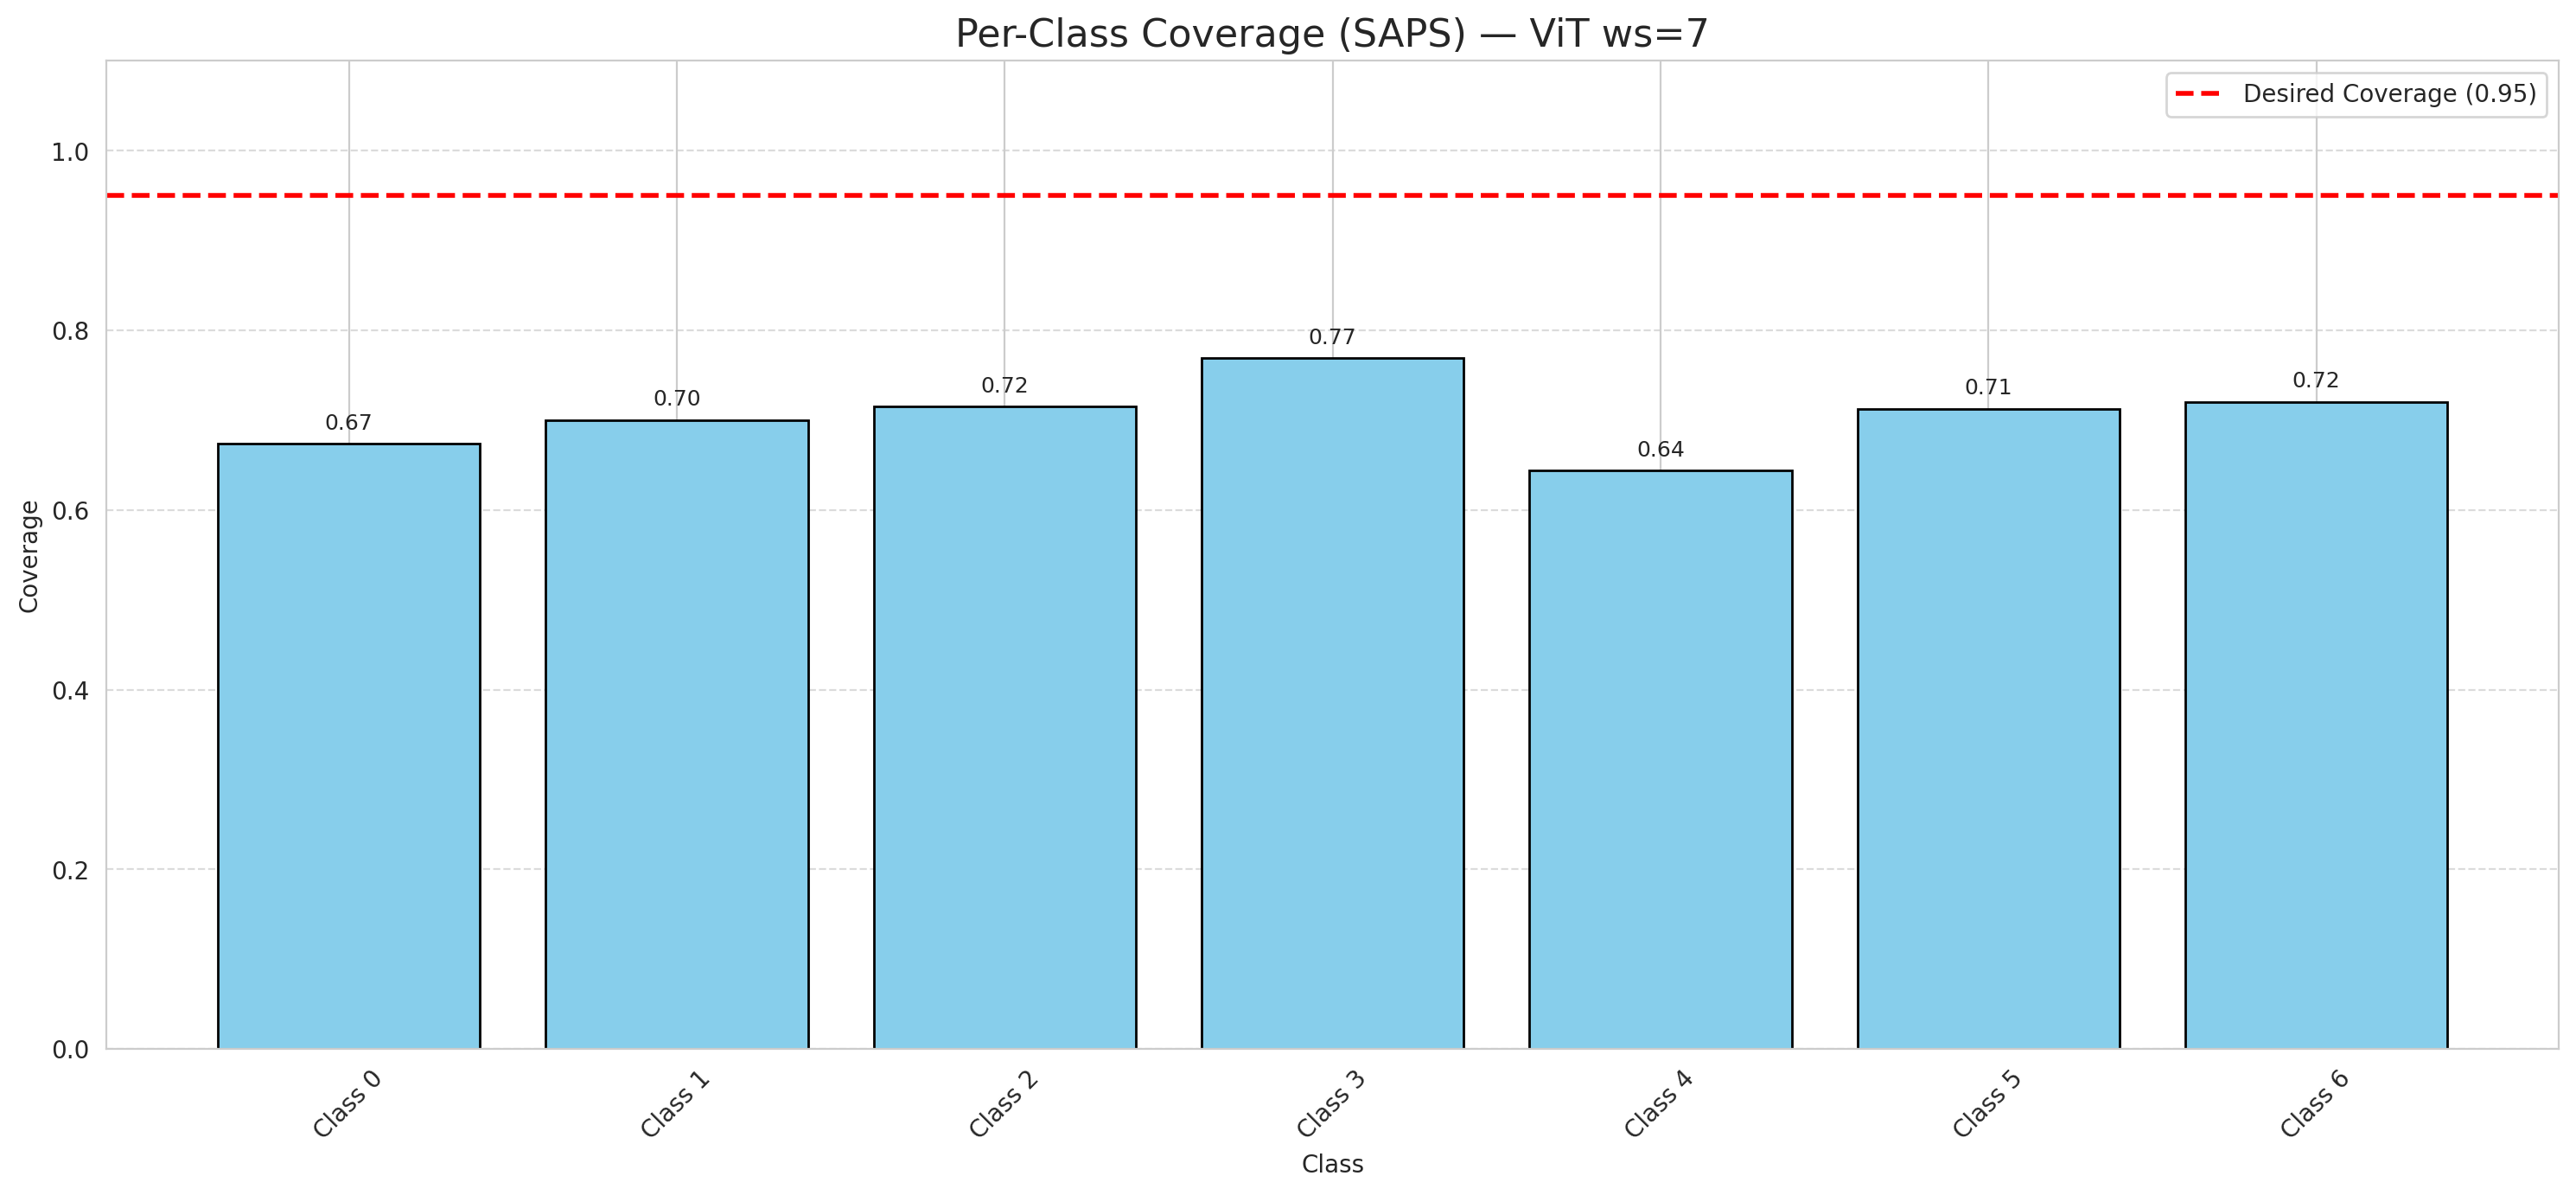 Per-Class Coverage (SAPS) — ViT ws=7
Desired Coverage (0.95)
1.0
0.8
0.6
0.4
0.2
0.0
Coverage
0.67
0.70
0.72
0.77
0.64
0.71
0.72
Class 0
Class 1
Class 2
Class 3
Class 4
Class 5
Class 6
Class